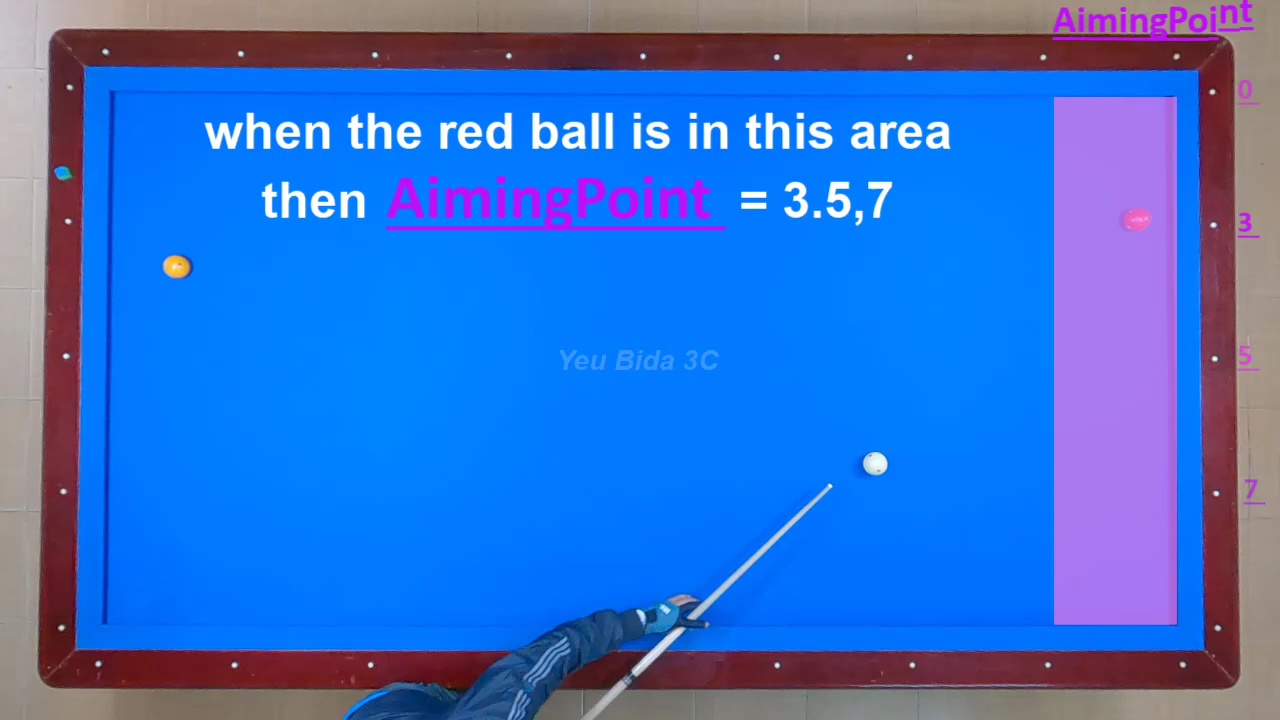 AimingPoint
0
when the red ball is in this area
then AimingPoint = 3.5,7
3
Yeu Bida 3C
5
7